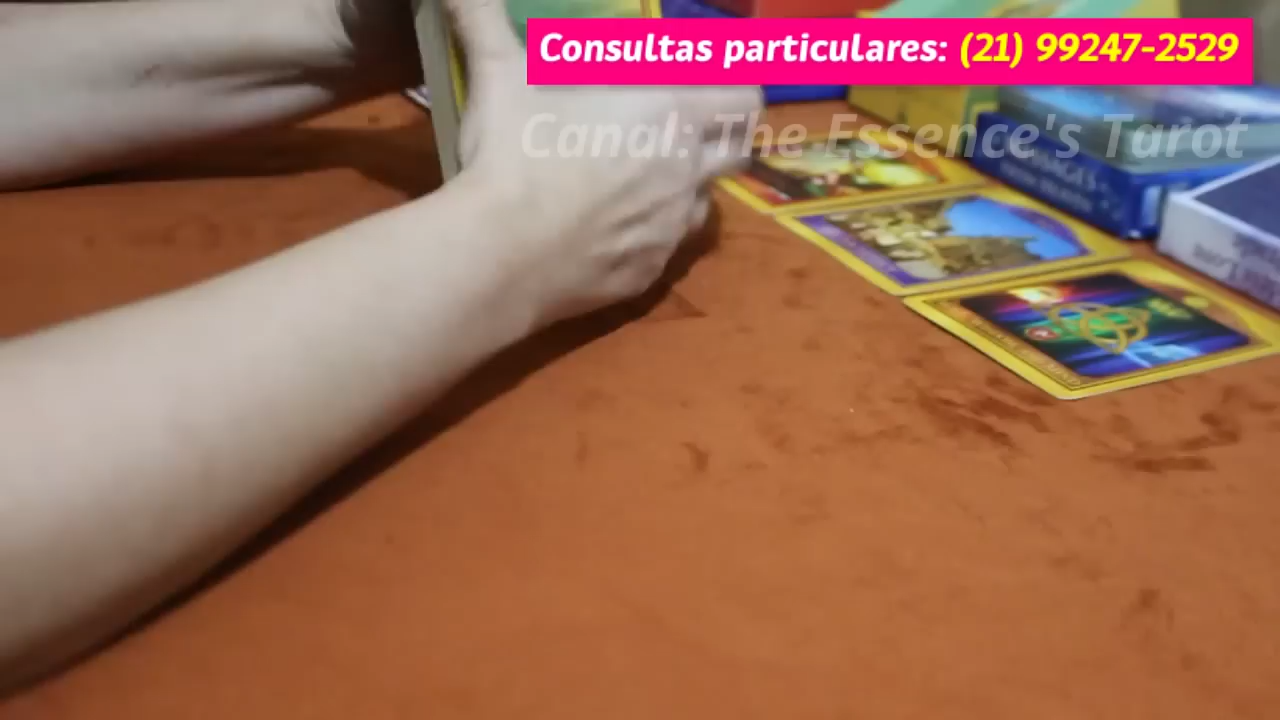 Consultas particulares: (21) 99247-2529
Canal: The Essence's Tarot